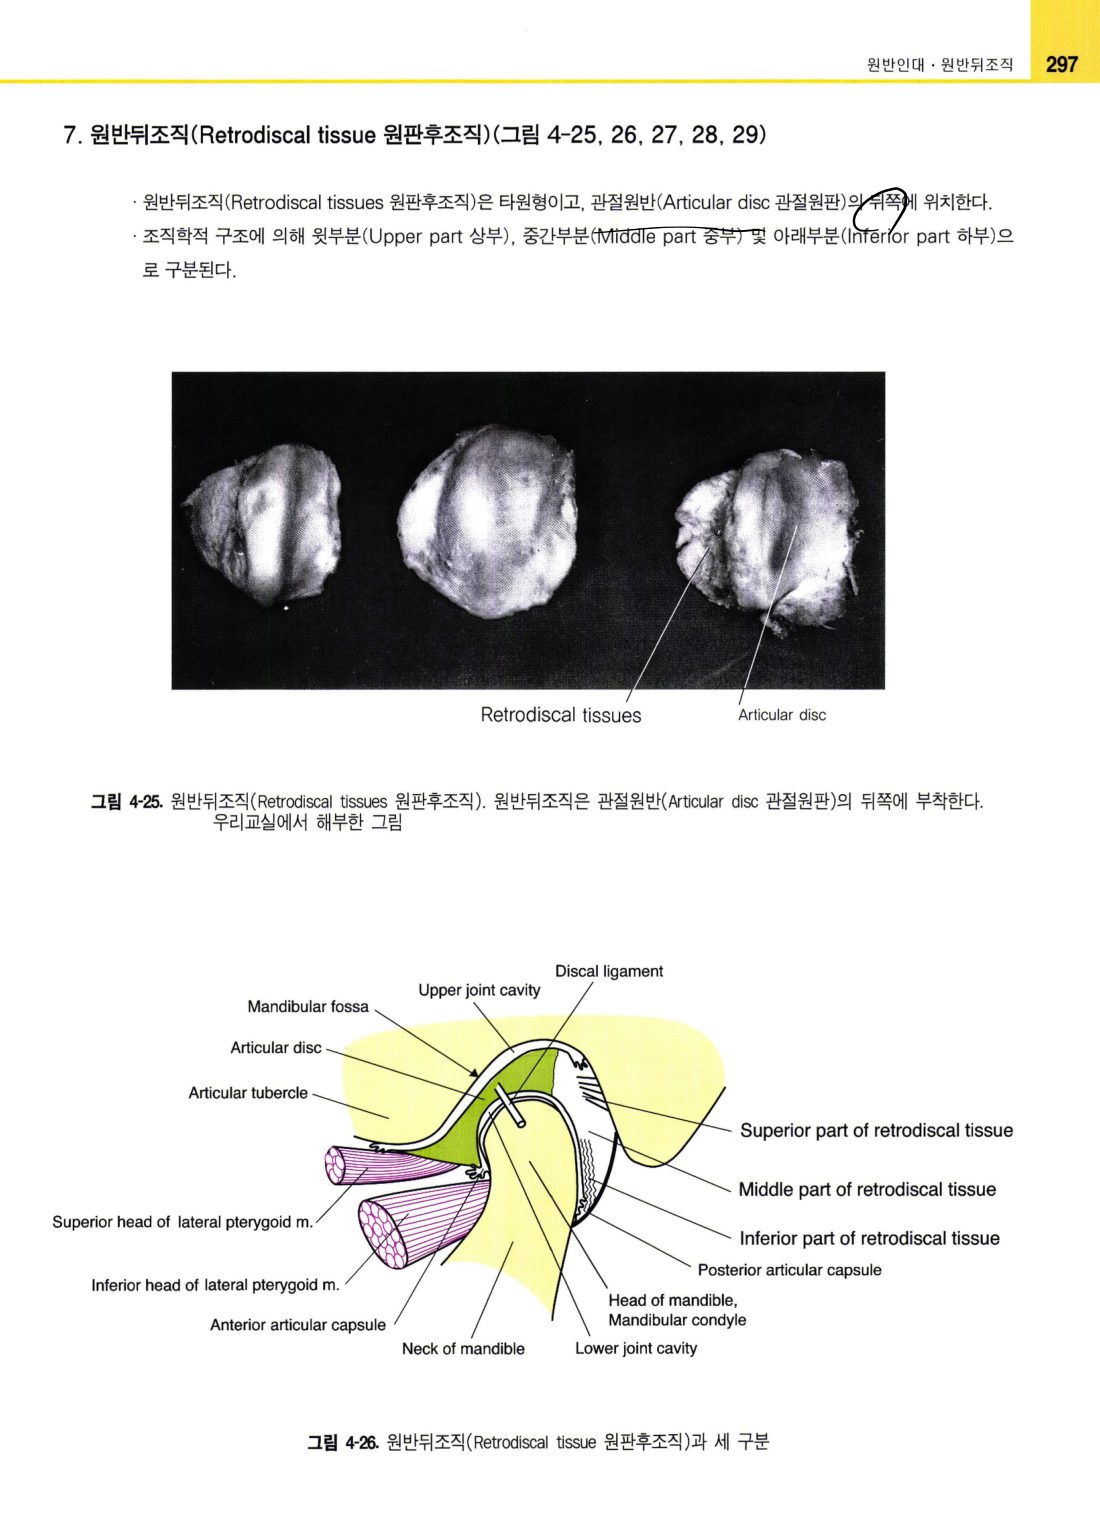 원반인대 · 원반뒤조직 297
7. 원반뒤조직(Retrodiscal tissue 원판후조직)(그림 4-25, 26, 27, 28, 29)
· 원반뒤조직(Retrodiscal tissues 원판후조직)은 타원형이고, 관절원반(Articular disc 관절원판)의 뒤쪽에 위치한다.
· 조직학적 구조에 의해 윗부분(Upper part 상부), 중간부분(Middle part 중부) 및 아래부분(Inferior part 하부)으
로 구분된다.
Retrodiscal tissues
Articular disc
그림 4-25. 원반뒤조직(Retrodiscal tissues 원판후조직). 원반뒤조직은 관절원반(Articular disc 관절원판)의 뒤쪽에 부착한다.
우리교실에서 해부한 그림
Discal ligament
Upper joint cavity
Mandibular fossa
Articular disc
Articular tubercle
Superior part of retrodiscal tissue
Middle part of retrodiscal tissue
Superior head of lateral pterygoid m.
Inferior part of retrodiscal tissue
Posterior articular capsule
Inferior head of lateral pterygoid m.
Head of mandible,
Mandibular condyle
Anterior articular capsule
Neck of mandible
Lower joint cavity
그림 4-26. 원반뒤조직(Retrodiscal tissue 원판후조직)과 세 구분